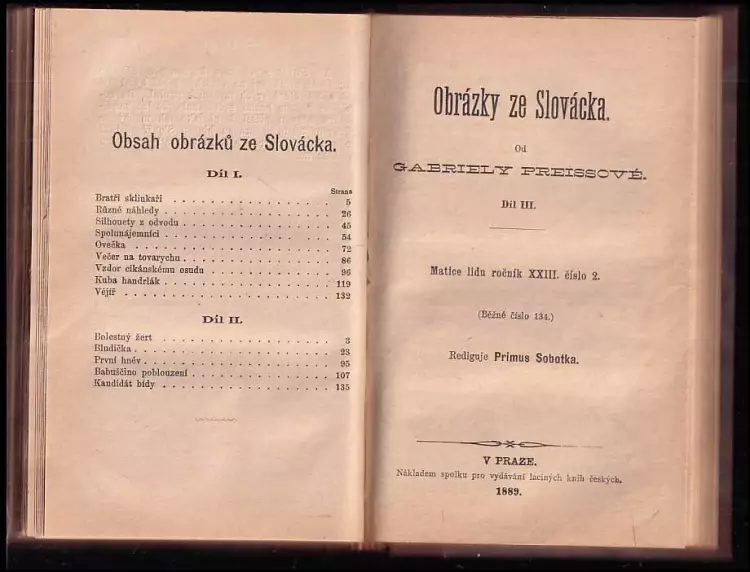 Obsah obrázků ze Slovácka.
Díl I.
Strana
Bratří sklinkaři . . . . . . . . . . . . . . . . 5
Různé náhledy . . . . . . . . . . . . . . . . 26
Silhouety z odvodu . . . . . . . . . . . . . . . 45
Spolunájemníci . . . . . . . . . . . . . . . . 54
Ovečka . . . . . . . . . . . . . . . . . . 72
Večer na tovarychu . . . . . . . . . . . . . . . 86
Vzdor cikánskému osudu . . . . . . . . . . . . . 96
Kuba handrlák . . . . . . . . . . . . . . . . 119
Vějíř . . . . . . . . . . . . . . . . . . . 132
Díl II.
Bolestný žert . . . . . . . . . . . . . . . . 3
Bludička . . . . . . . . . . . . . . . . . . 23
První hněv . . . . . . . . . . . . . . . . . 95
Babuščino poblouzení . . . . . . . . . . . . . . 107
Kandidát bídy . . . . . . . . . . . . . . . . 135
Obrázky ze Slovácka.
Od
GABRIELY PREISSOVÉ.
Díl III.
Matice lidu ročník XXIII. číslo 2.
(Běžné číslo 134.)
Rediguje Primus Sobotka.
V PRAZE.
Nákladem spolku pro vydávání laciných knih českých.
1889.